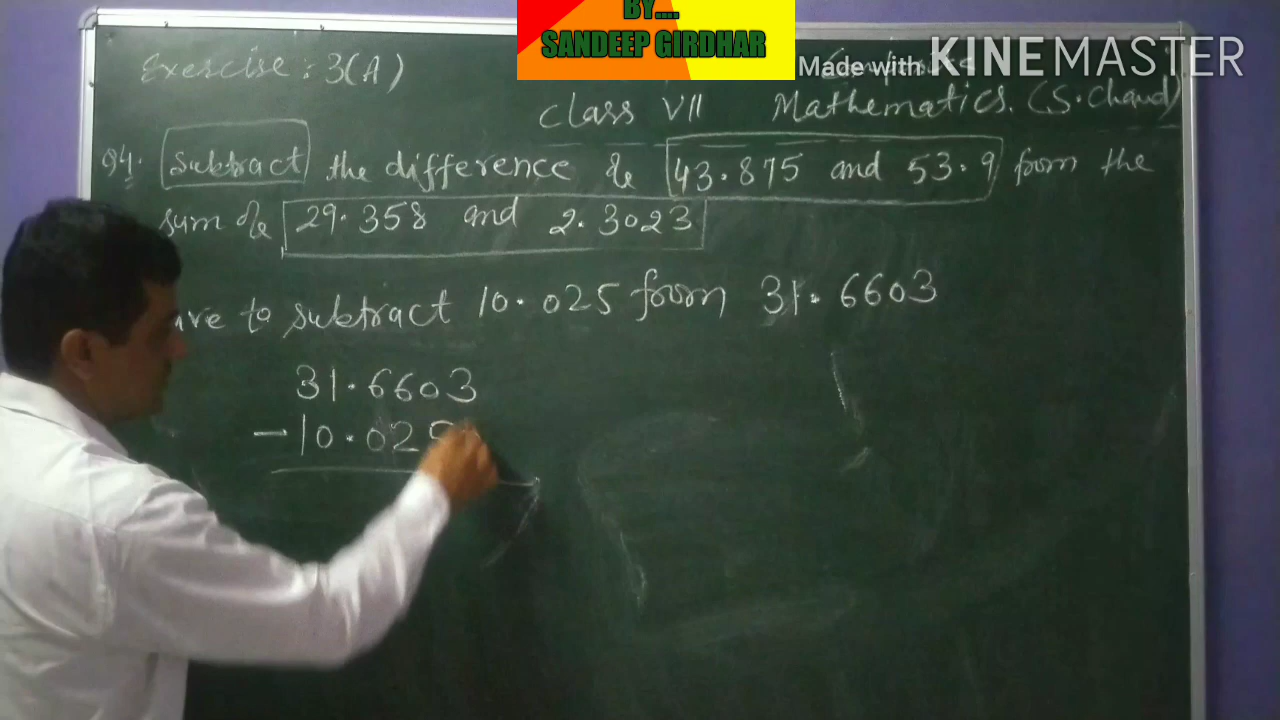 BY....
SANDEEP GIRDHAR
Made with KINEMASTER
Exercise: 3(A)
class VII Mathematics. (S. Chand)
Q4. Subtract the difference of 43.875 and 53.9 from the
sum of 29.358 and 2.3023
to subtract 10.025 from 31.6603
31.6603
-10.02